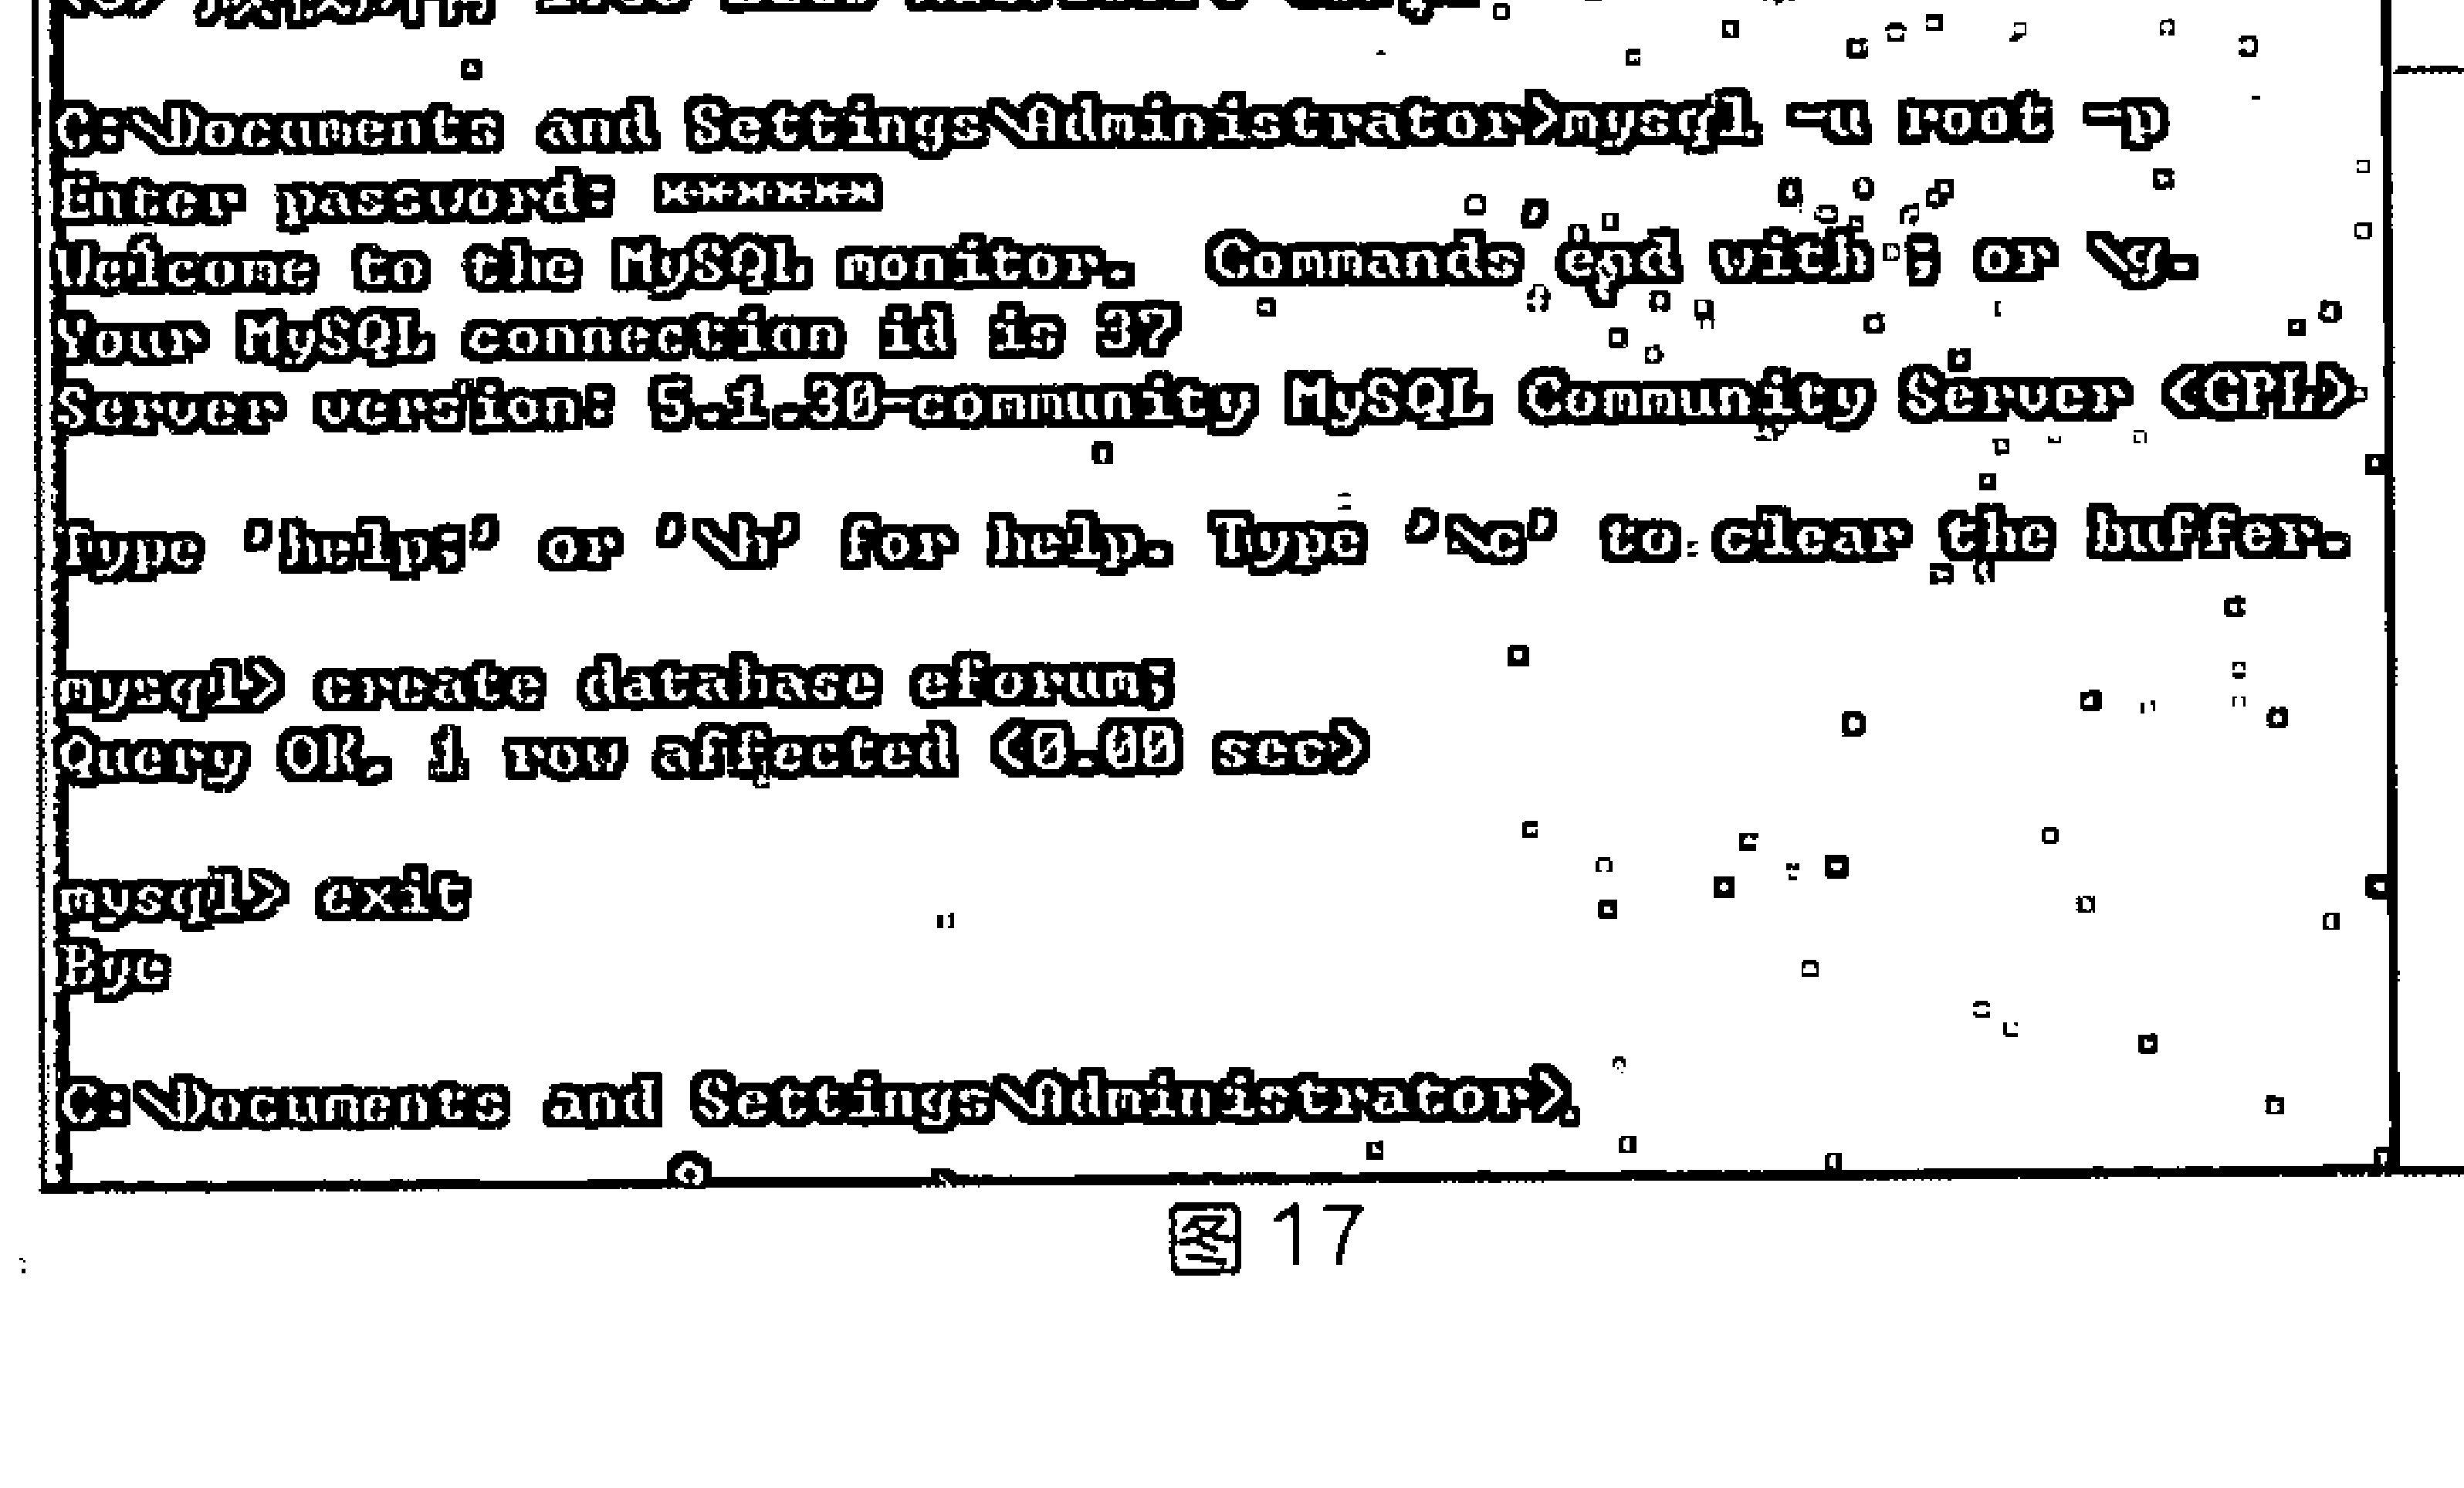 C:\Documents and Settings\Administrator>mysql -u root -p
Enter password: ******
Welcome to the MySQL monitor.  Commands end with ; or \g.
Your MySQL connection id is 37
Server version: 5.1.30-community MySQL Community Server (GPL)
Type 'help;' or '\h' for help. Type '\c' to clear the buffer.
mysql> create database eforum;
Query OK, 1 row affected (0.00 sec)
mysql> exit
Bye
C:\Documents and Settings\Administrator>
图 17